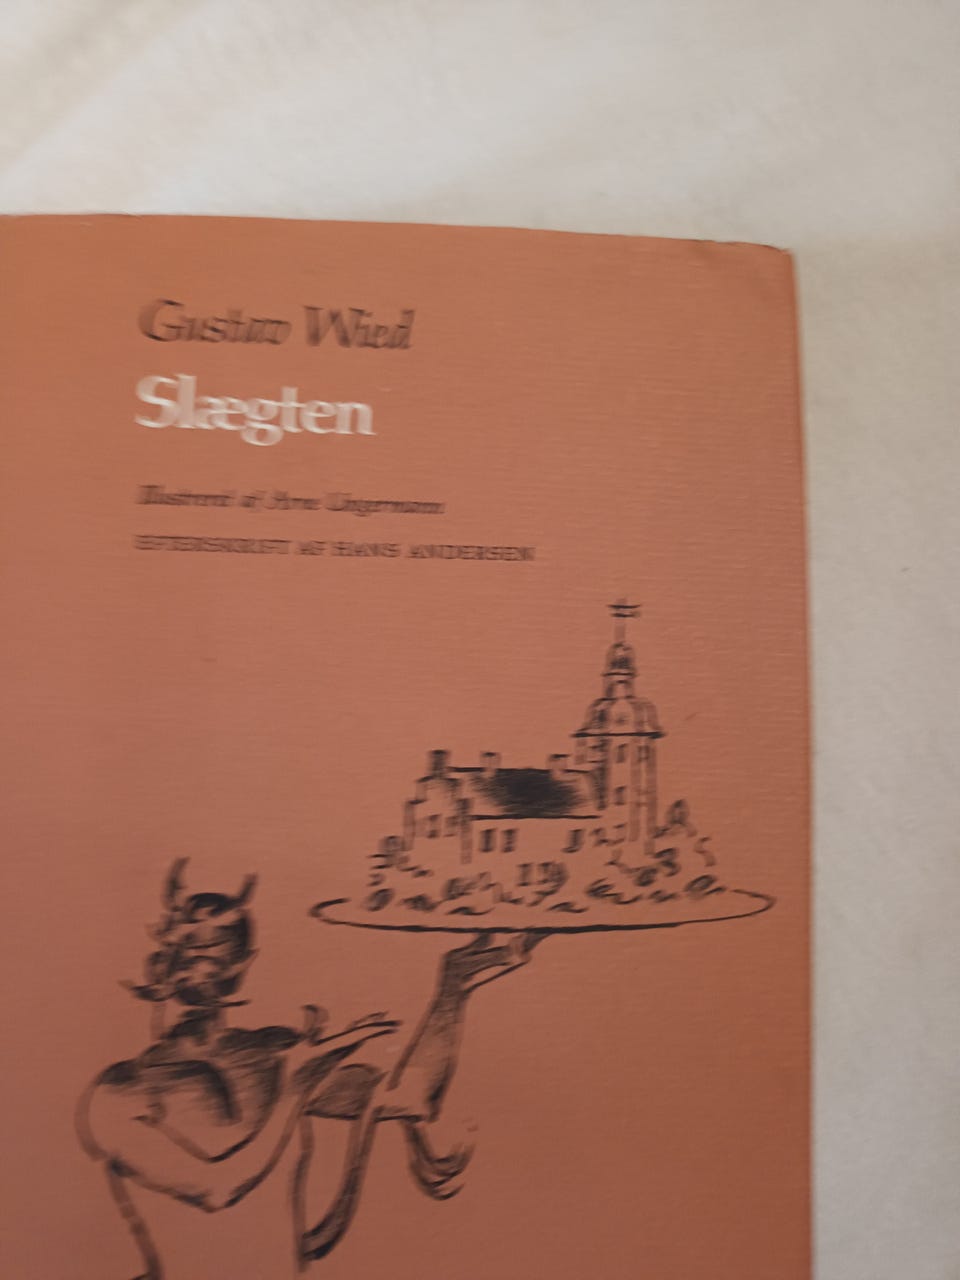 Gustav Wied
Slægten
Illustreret af Arne Ungermann
EFTERSKRIFT AF HANS ANDERSEN